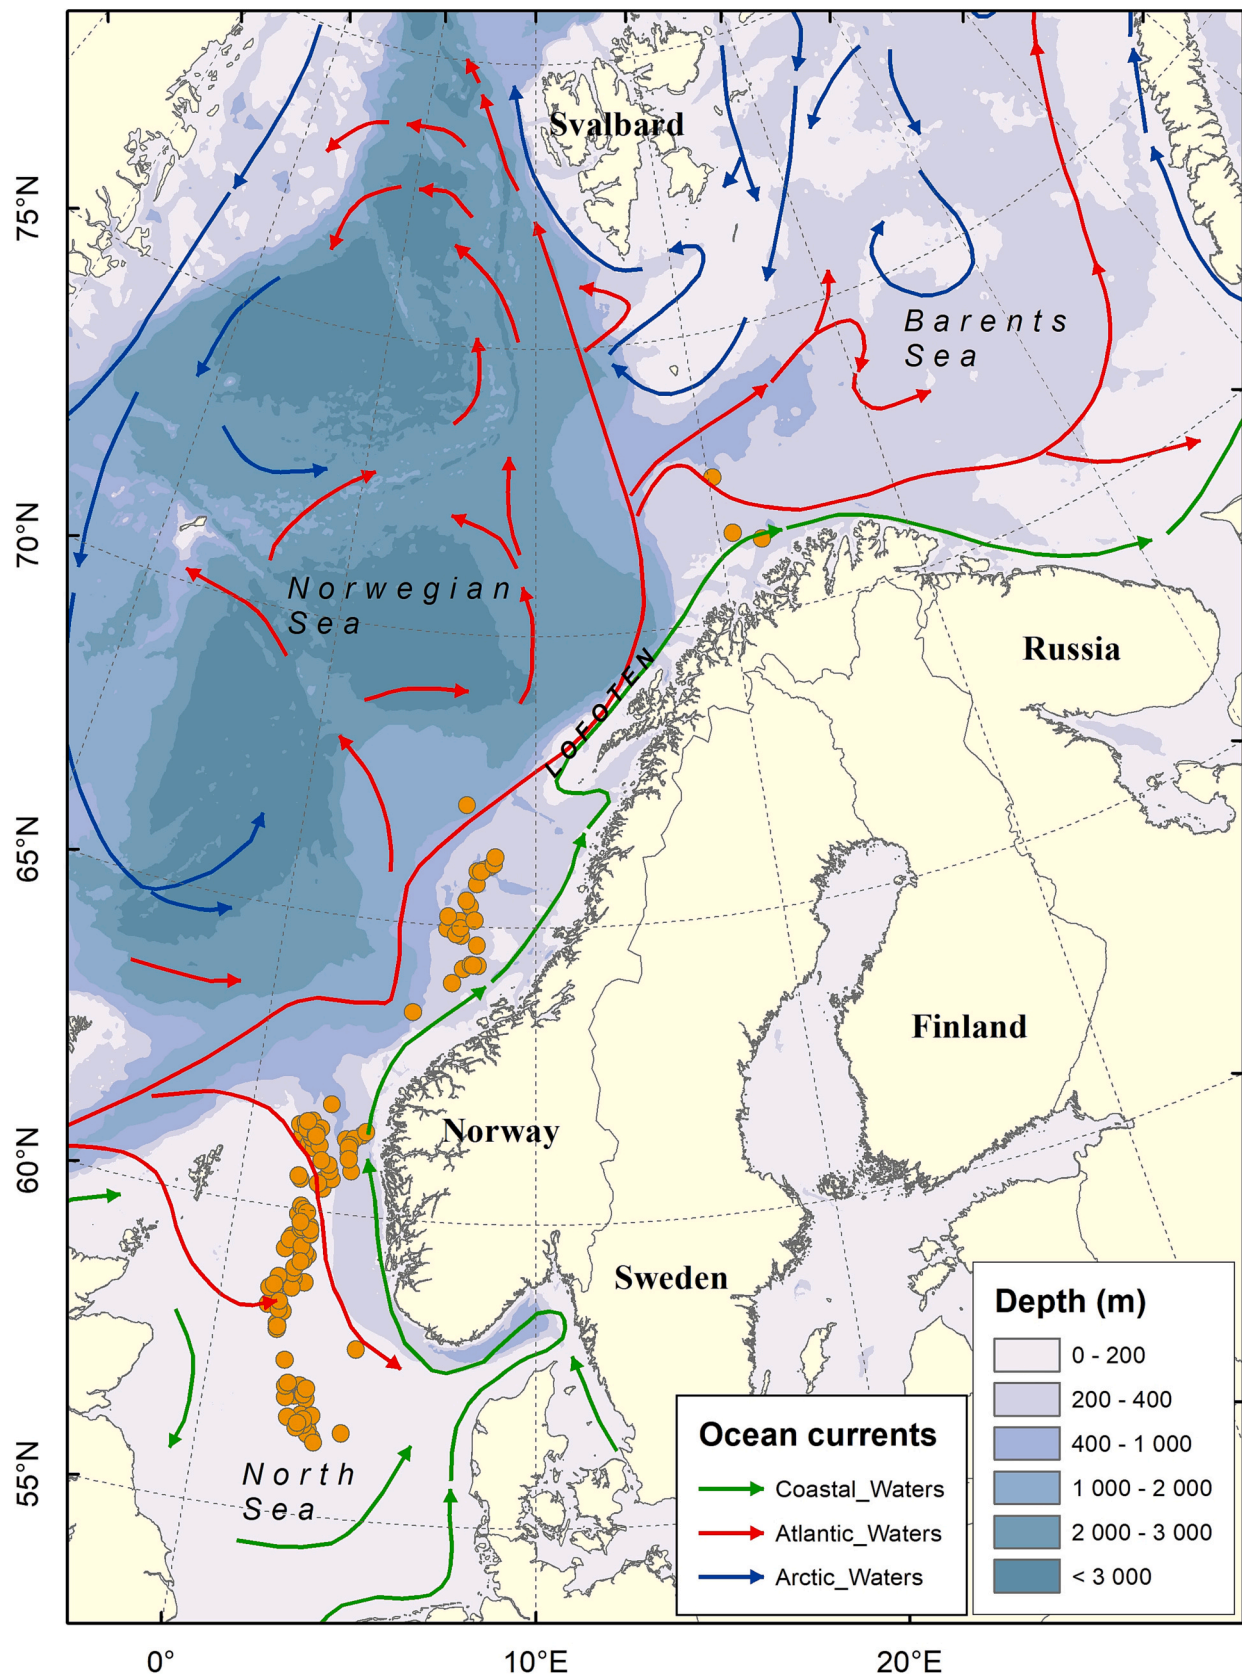 Svalbard
75°N
Barents
Sea
70°N
Norwegian
Sea
Russia
LOFOTEN
65°N
Finland
Norway
60°N
Sweden
Depth (m)
0 - 200
200 - 400
400 - 1 000
1 000 - 2 000
2 000 - 3 000
< 3 000
Ocean currents
Coastal_Waters
Atlantic_Waters
Arctic_Waters
55°N
North
Sea
0°
10°E
20°E